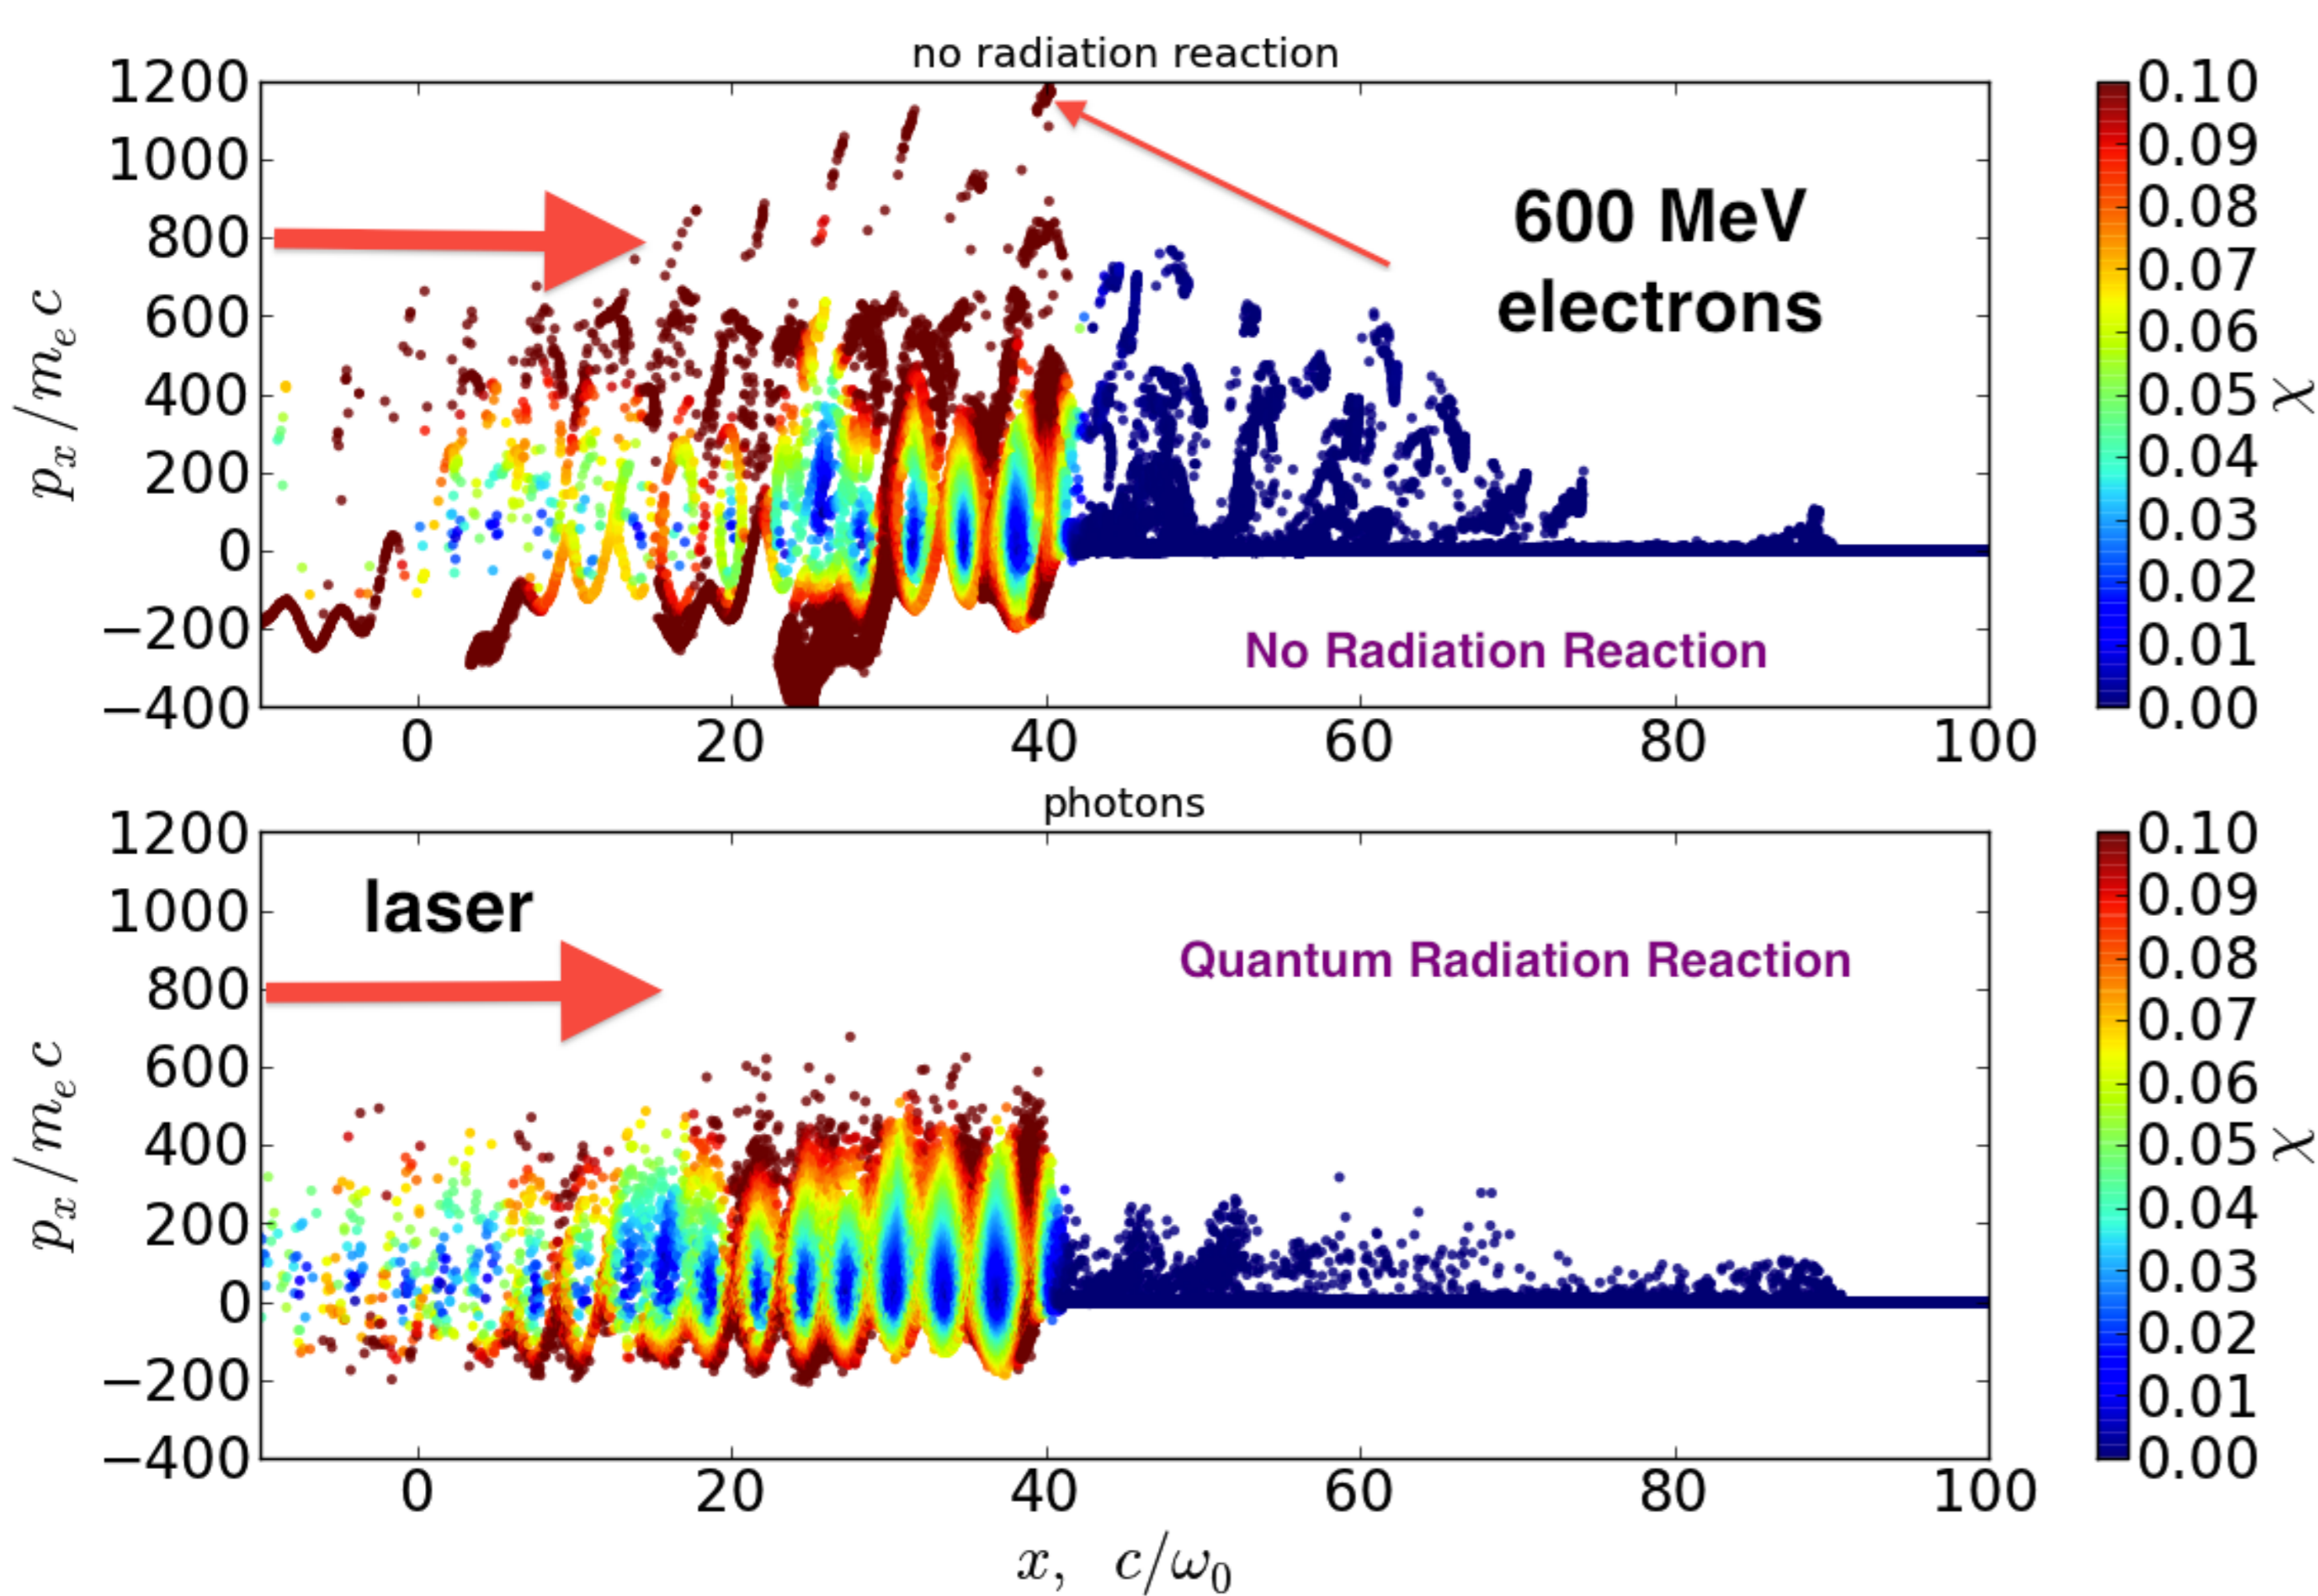 no radiation reaction
1200
1000
800
600
400
200
0
−200
−400
p_x/m_e c
600 MeV
electrons
No Radiation Reaction
0 20 40 60 80 100
0.10
0.09
0.08
0.07
0.06
0.05
0.04
0.03
0.02
0.01
0.00
χ
photons
1200
1000
800
600
400
200
0
−200
−400
p_x/m_e c
laser
Quantum Radiation Reaction
0 20 40 60 80 100
x, c/ω_0
0.10
0.09
0.08
0.07
0.06
0.05
0.04
0.03
0.02
0.01
0.00
χ